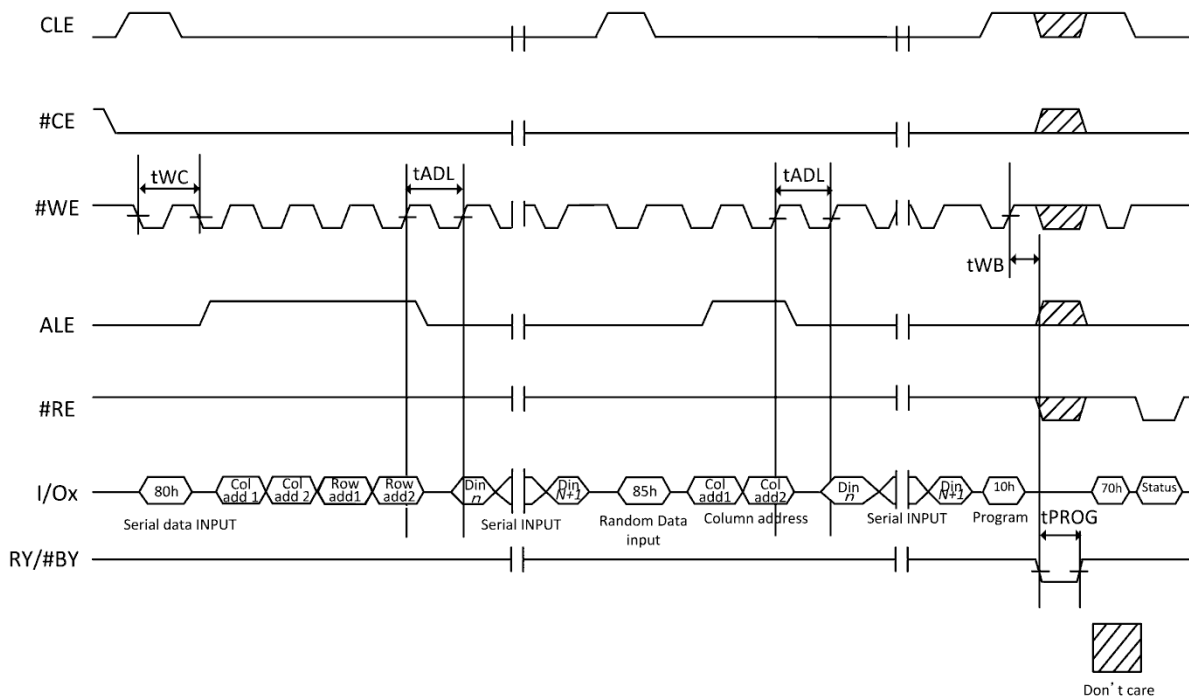 CLE
#CE
tWC
tADL
tADL
#WE
tWB
ALE
#RE
I/Ox
80h
Col add 1
Col add 2
Row add1
Row add2
Din n
Din N+1
85h
Col add1
Col add2
Din n
Din N+1
10h
70h
Status
Serial data INPUT
Serial INPUT
Random Data input
Column address
Serial INPUT
Program
tPROG
RY/#BY
Don't care